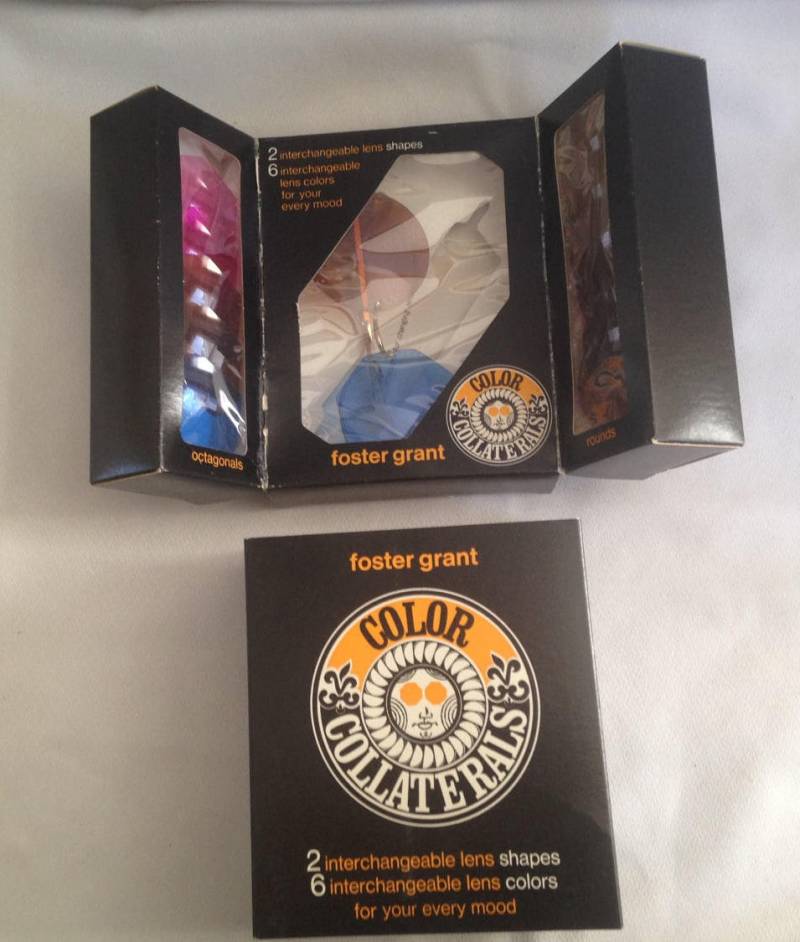 2 interchangeable lens shapes
6 interchangeable
lens colors
for your
every mood
COLOR
COLLATERALS
foster grant
octagonals
rounds
foster grant
COLOR
COLLATERALS
2 interchangeable lens shapes
6 interchangeable lens colors
for your every mood